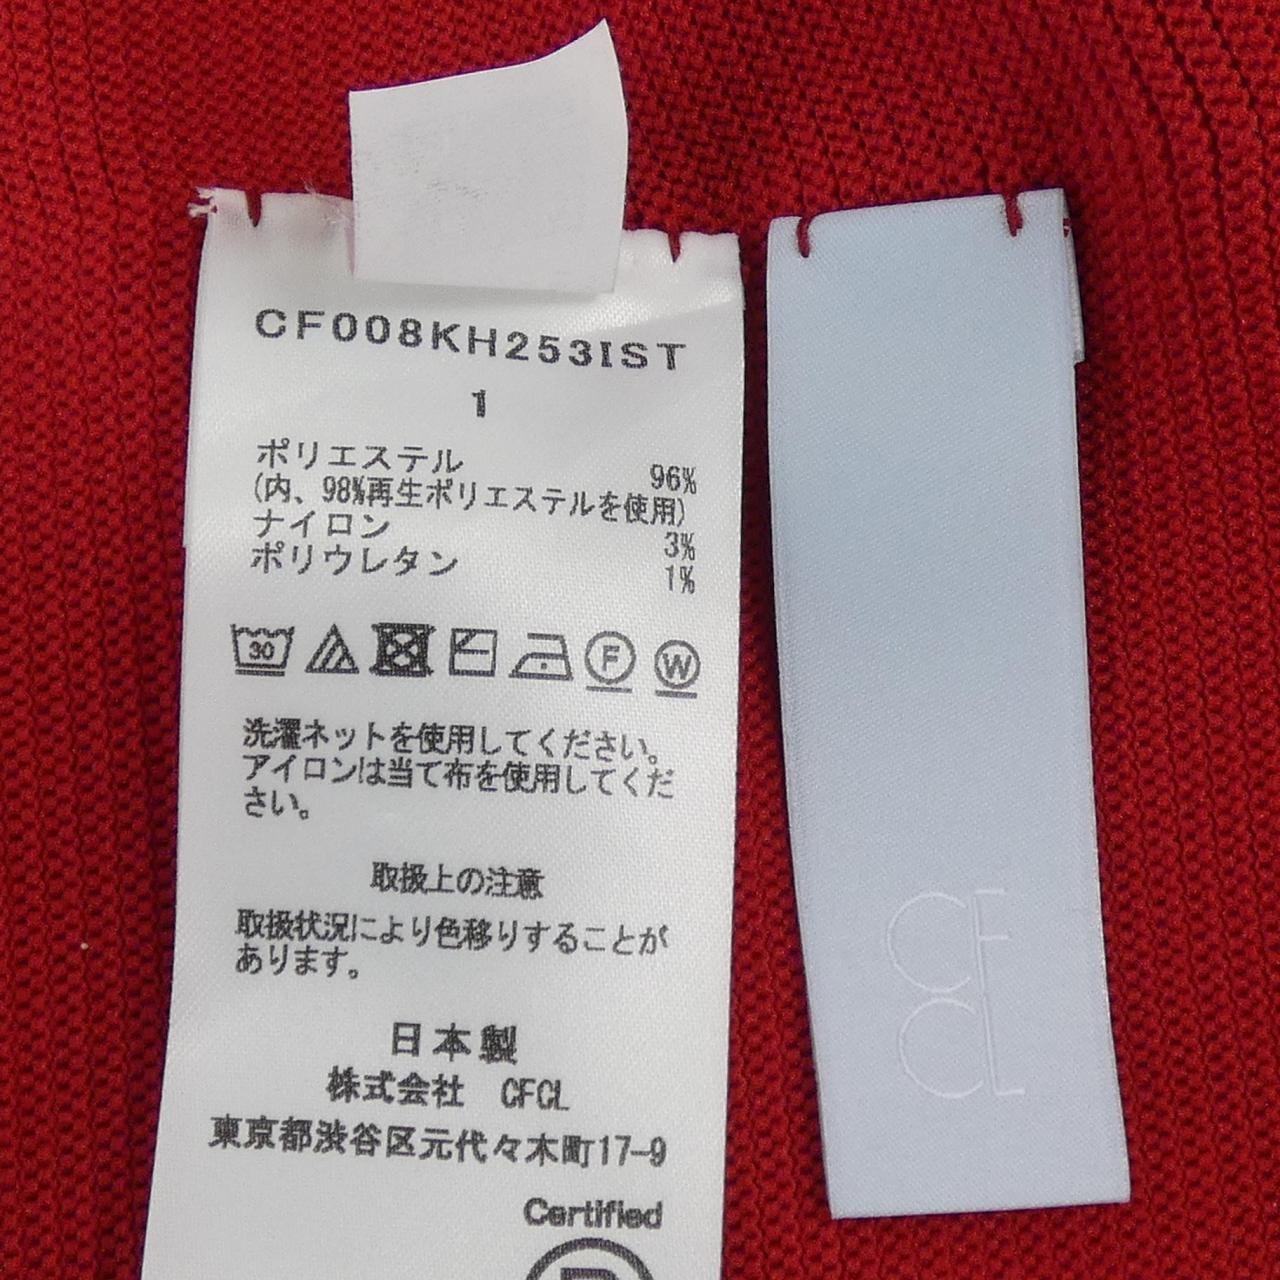 CF008KH253IST
1
ポリエステル 96%
(内、98%再生ポリエステルを使用)
ナイロン 3%
ポリウレタン 1%
30
F
W
洗濯ネットを使用してください。
アイロンは当て布を使用してくだ
さい。
取扱上の注意
取扱状況により色移りすることが
あります。
日本製
株式会社 CFCL
東京都渋谷区元代々木町17-9
Certified
CF
CL